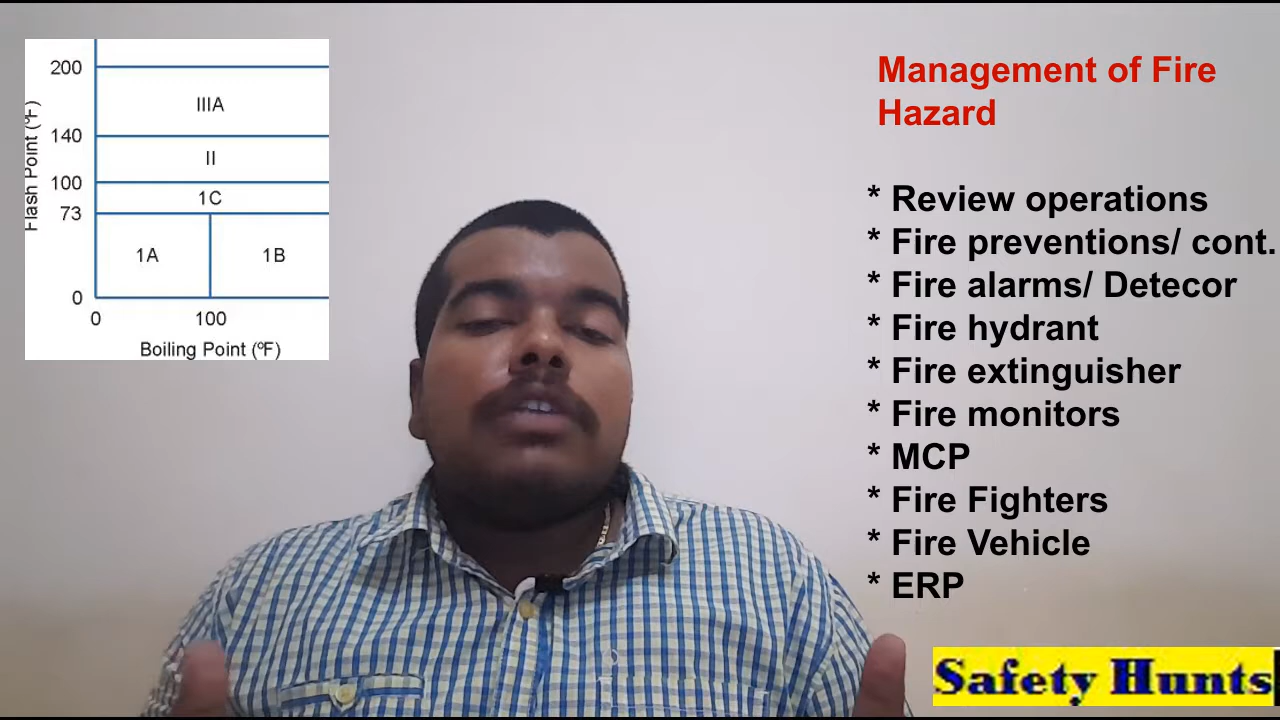 200
IIIA
140
II
100
1C
73
1A
1B
0
0
100
Flash Point (ºF)
Boiling Point (ºF)
Management of Fire
Hazard
* Review operations
* Fire preventions/ cont.
* Fire alarms/ Detecor
* Fire hydrant
* Fire extinguisher
* Fire monitors
* MCP
* Fire Fighters
* Fire Vehicle
* ERP
Safety Hunts